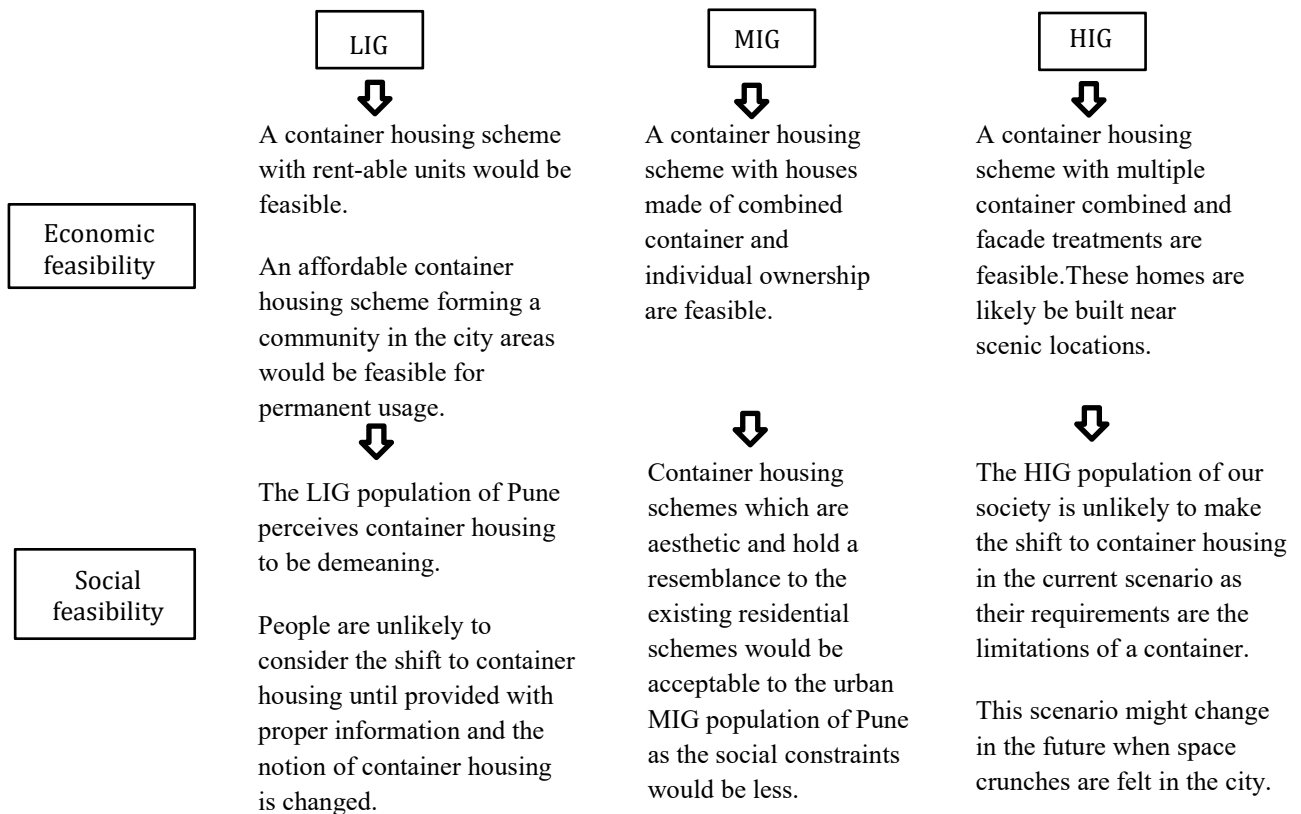 LIG
MIG
HIG
Economic
feasibility
A container housing scheme
with rent-able units would be
feasible.
An affordable container
housing scheme forming a
community in the city areas
would be feasible for
permanent usage.
A container housing
scheme with houses
made of combined
container and
individual ownership
are feasible.
A container housing
scheme with multiple
container combined and
facade treatments are
feasible.These homes are
likely be built near
scenic locations.
Social
feasibility
The LIG population of Pune
perceives container housing
to be demeaning.
People are unlikely to
consider the shift to container
housing until provided with
proper information and the
notion of container housing
is changed.
Container housing
schemes which are
aesthetic and hold a
resemblance to the
existing residential
schemes would be
acceptable to the urban
MIG population of Pune
as the social constraints
would be less.
The HIG population of our
society is unlikely to make
the shift to container housing
in the current scenario as
their requirements are the
limitations of a container.
This scenario might change
in the future when space
crunches are felt in the city.